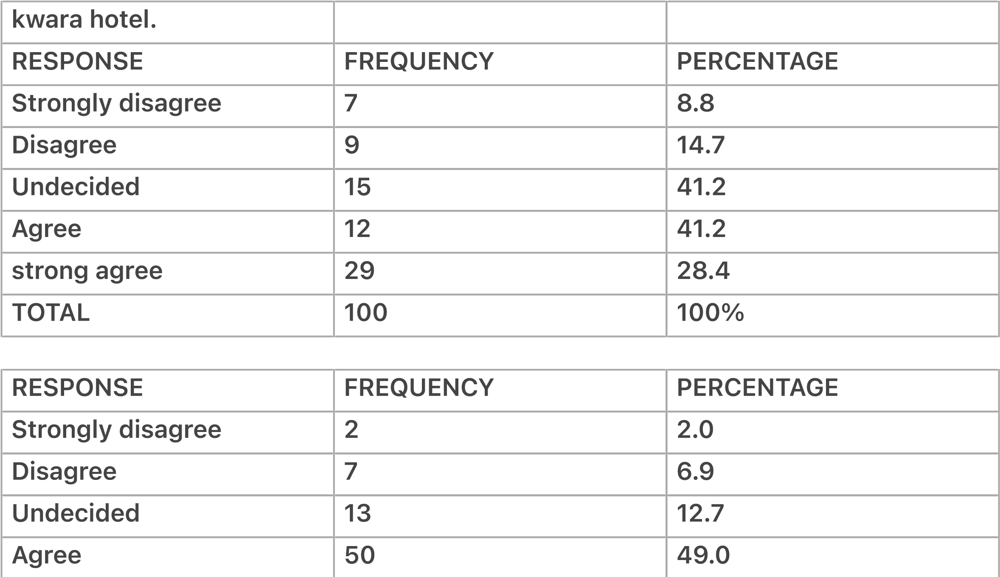 kwara hotel.
RESPONSE FREQUENCY PERCENTAGE
Strongly disagree 7 8.8
Disagree 9 14.7
Undecided 15 41.2
Agree 12 41.2
strong agree 29 28.4
TOTAL 100 100%
RESPONSE FREQUENCY PERCENTAGE
Strongly disagree 2 2.0
Disagree 7 6.9
Undecided 13 12.7
Agree 50 49.0